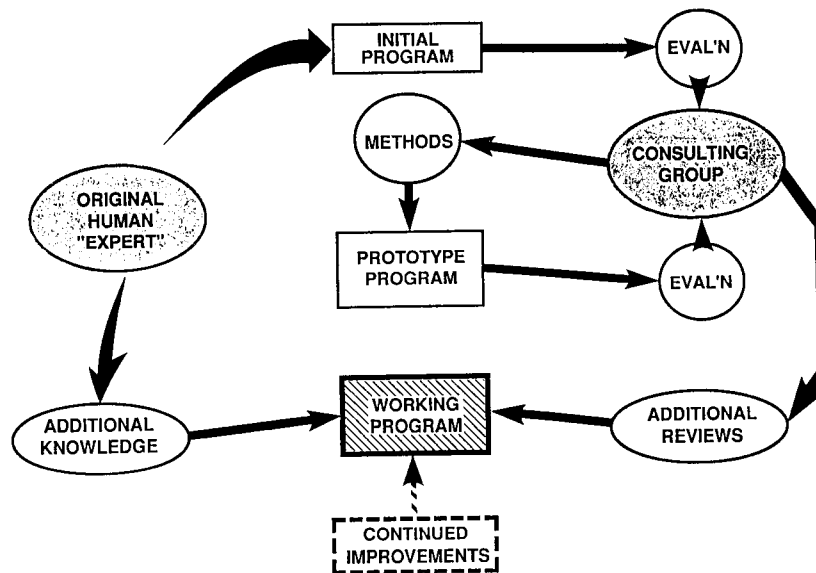 INITIAL
PROGRAM
EVAL'N
METHODS
CONSULTING
GROUP
ORIGINAL
HUMAN
"EXPERT"
PROTOTYPE
PROGRAM
EVAL'N
ADDITIONAL
KNOWLEDGE
WORKING
PROGRAM
ADDITIONAL
REVIEWS
CONTINUED
IMPROVEMENTS